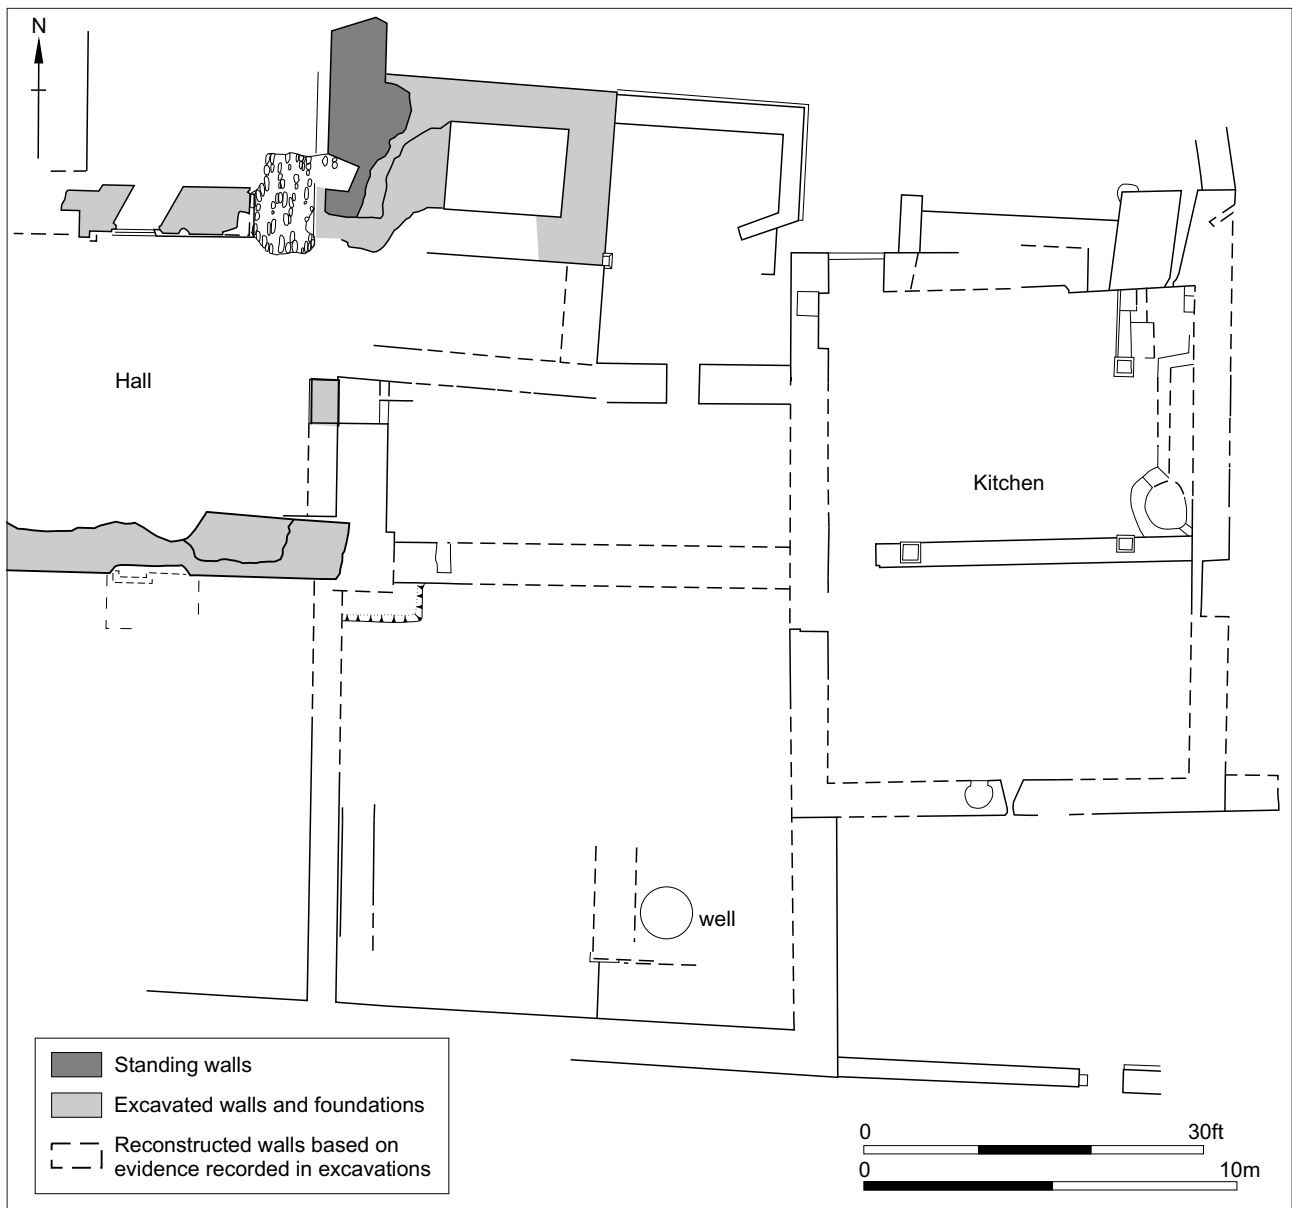 N
Hall
Kitchen
well
Standing walls
Excavated walls and foundations
Reconstructed walls based on
evidence recorded in excavations
0 30ft
0 10m